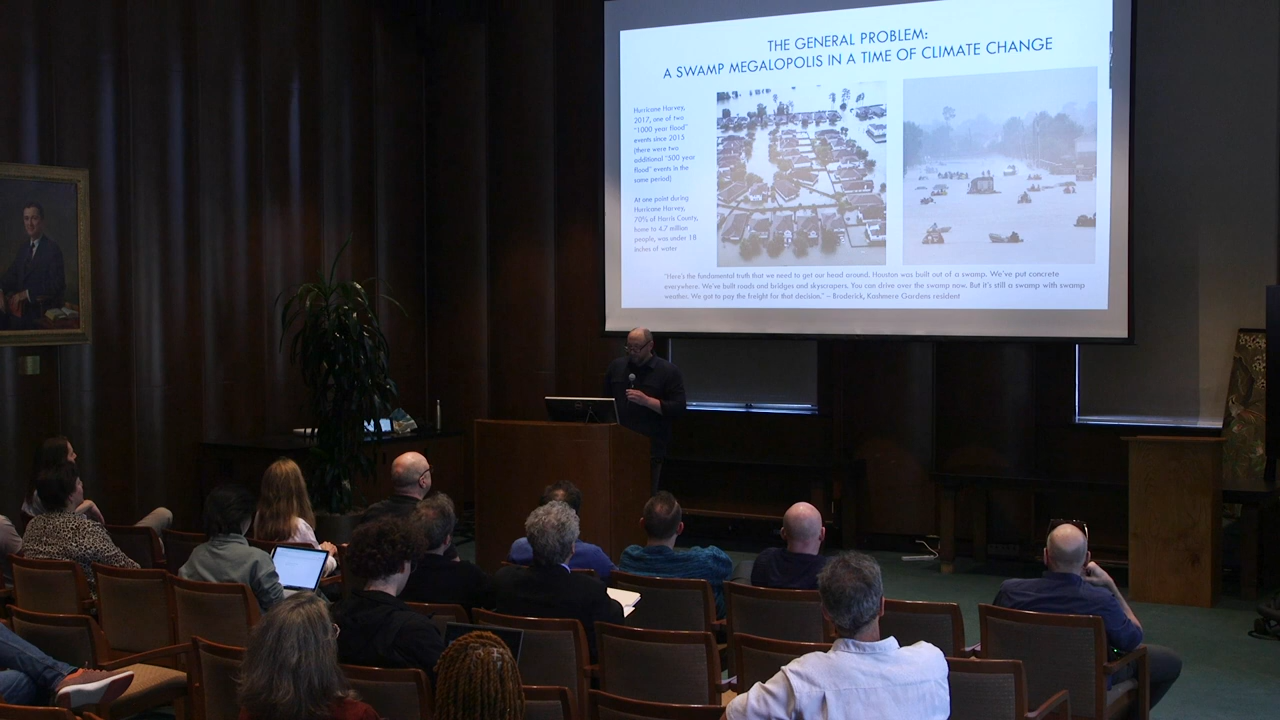 THE GENERAL PROBLEM:
A SWAMP MEGALOPOLIS IN A TIME OF CLIMATE CHANGE
Hurricane Harvey,
2017, one of two
"1000 year flood"
events since 2015
(there were two
additional "500 year
flood" events in the
same period)
At one point during
Hurricane Harvey,
70% of Harris County,
home to 4.7 million
people, was under 18
inches of water
"Here's the fundamental truth that we need to get our head around. Houston was built out of a swamp. We've put concrete
everywhere. We've built roads and bridges and skyscrapers. You can drive over the swamp now. But it's still a swamp with swamp
weather. We got to pay the freight for that decision." – Broderick, Kashmere Gardens resident